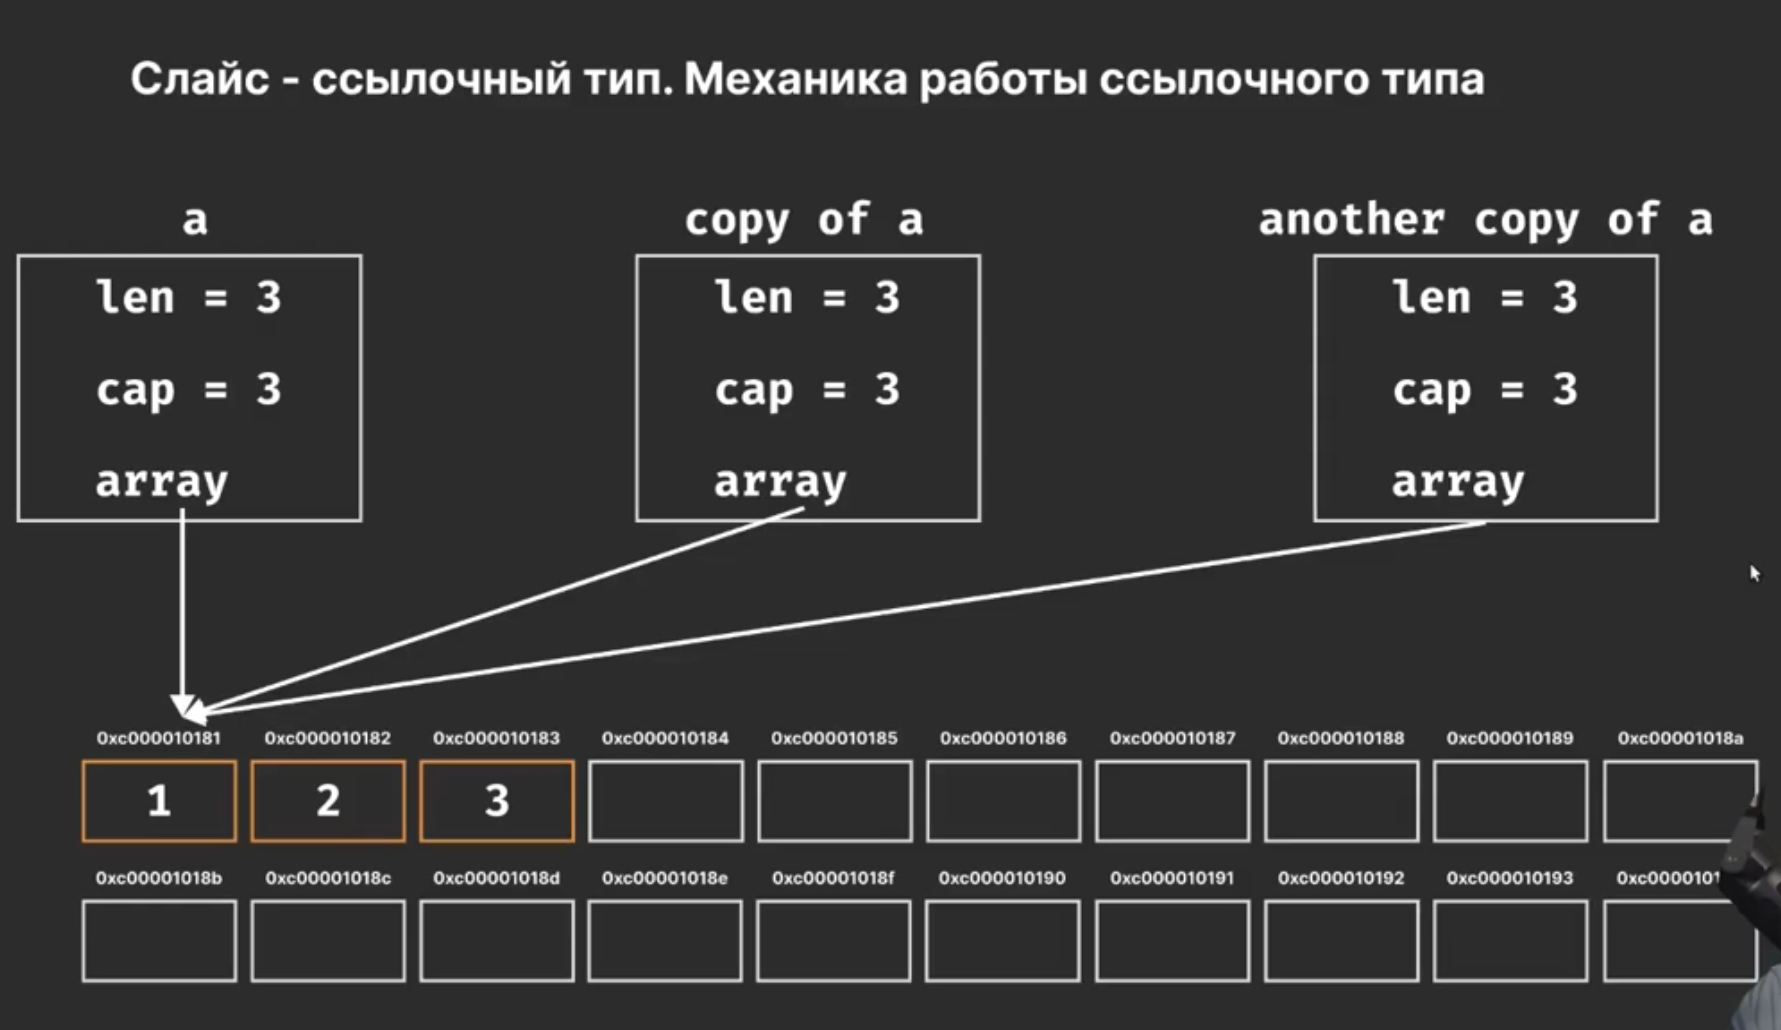 Слайс - ссылочный тип. Механика работы ссылочного типа
a
copy of a
another copy of a
len = 3
len = 3
len = 3
cap = 3
cap = 3
cap = 3
array
array
array
0xc000010181 0xc000010182 0xc000010183 0xc000010184 0xc000010185 0xc000010186 0xc000010187 0xc000010188 0xc000010189 0xc00001018a
1 2 3
0xc00001018b 0xc00001018c 0xc00001018d 0xc00001018e 0xc00001018f 0xc000010190 0xc000010191 0xc000010192 0xc000010193